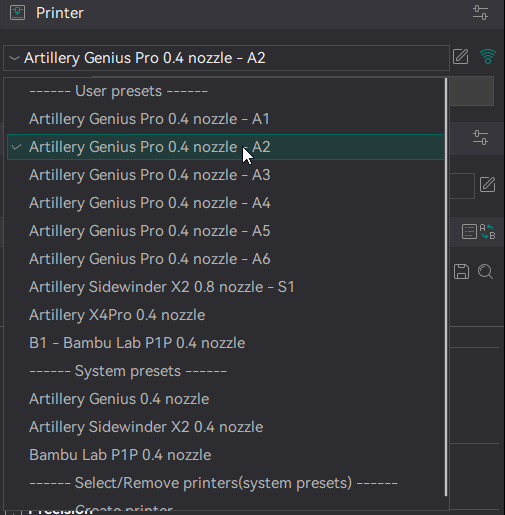 Printer
Artillery Genius Pro 0.4 nozzle - A2
------ User presets ------
Artillery Genius Pro 0.4 nozzle - A1
Artillery Genius Pro 0.4 nozzle - A2
Artillery Genius Pro 0.4 nozzle - A3
Artillery Genius Pro 0.4 nozzle - A4
Artillery Genius Pro 0.4 nozzle - A5
Artillery Genius Pro 0.4 nozzle - A6
Artillery Sidewinder X2 0.8 nozzle - S1
Artillery X4Pro 0.4 nozzle
B1 - Bambu Lab P1P 0.4 nozzle
------ System presets ------
Artillery Genius 0.4 nozzle
Artillery Sidewinder X2 0.4 nozzle
Bambu Lab P1P 0.4 nozzle
------ Select/Remove printers(system presets) ------
Create printer
Precision
A
B